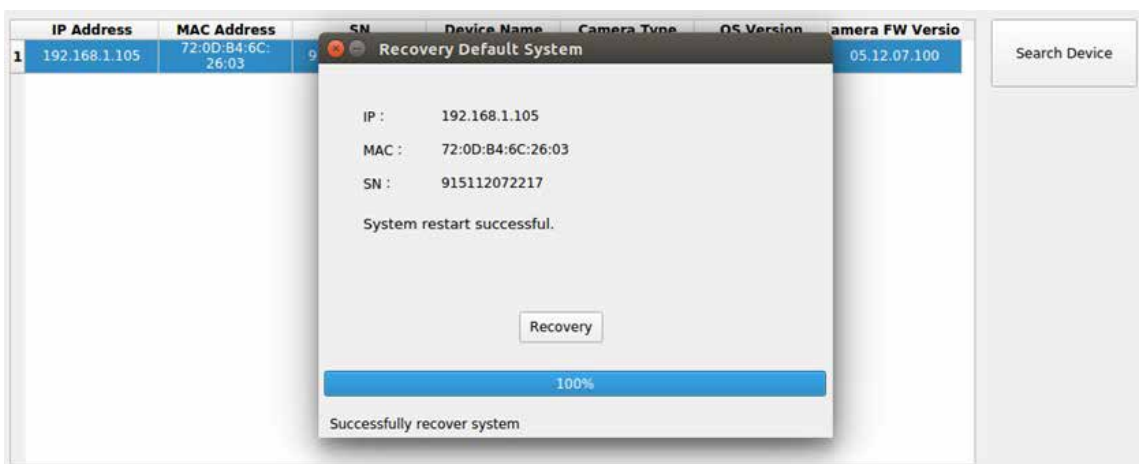 IP Address MAC Address SN Device Name Camera Type OS Version amera FW Versio
1 192.168.1.105 72:0D:B4:6C:
26:03
9
05.12.07.100
Search Device
Recovery Default System
IP : 192.168.1.105
MAC : 72:0D:B4:6C:26:03
SN : 915112072217
System restart successful.
Recovery
100%
Successfully recover system